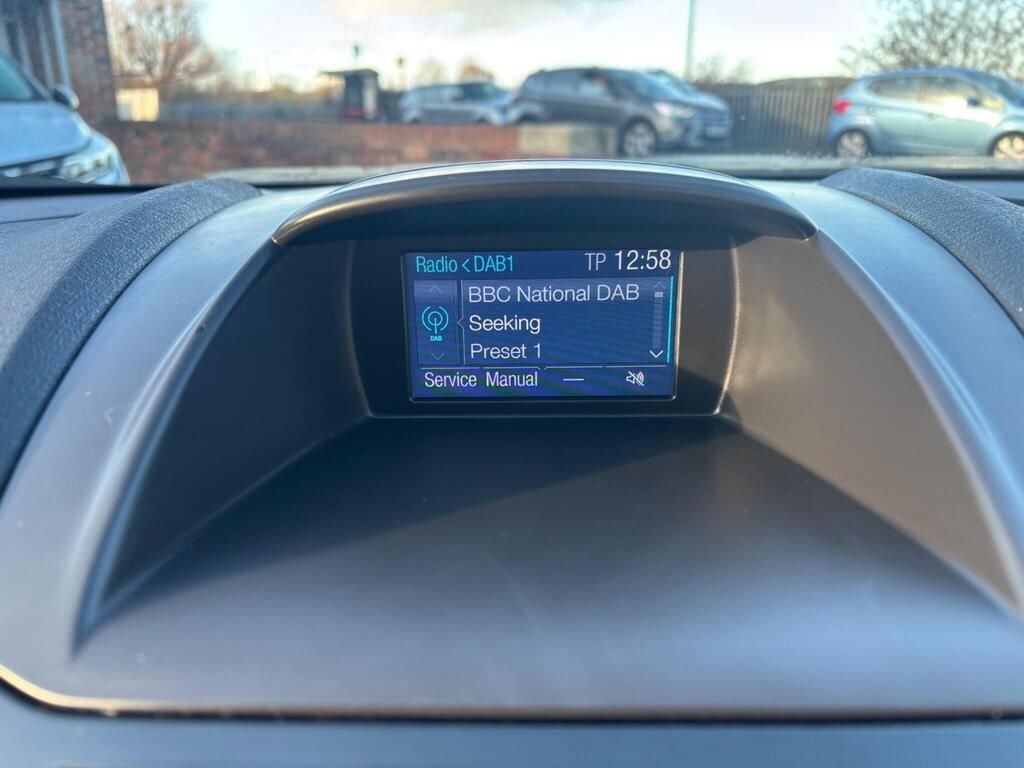 Radio < DAB1 TP 12:58
BBC National DAB
DAB
Seeking
Preset 1
Service Manual —